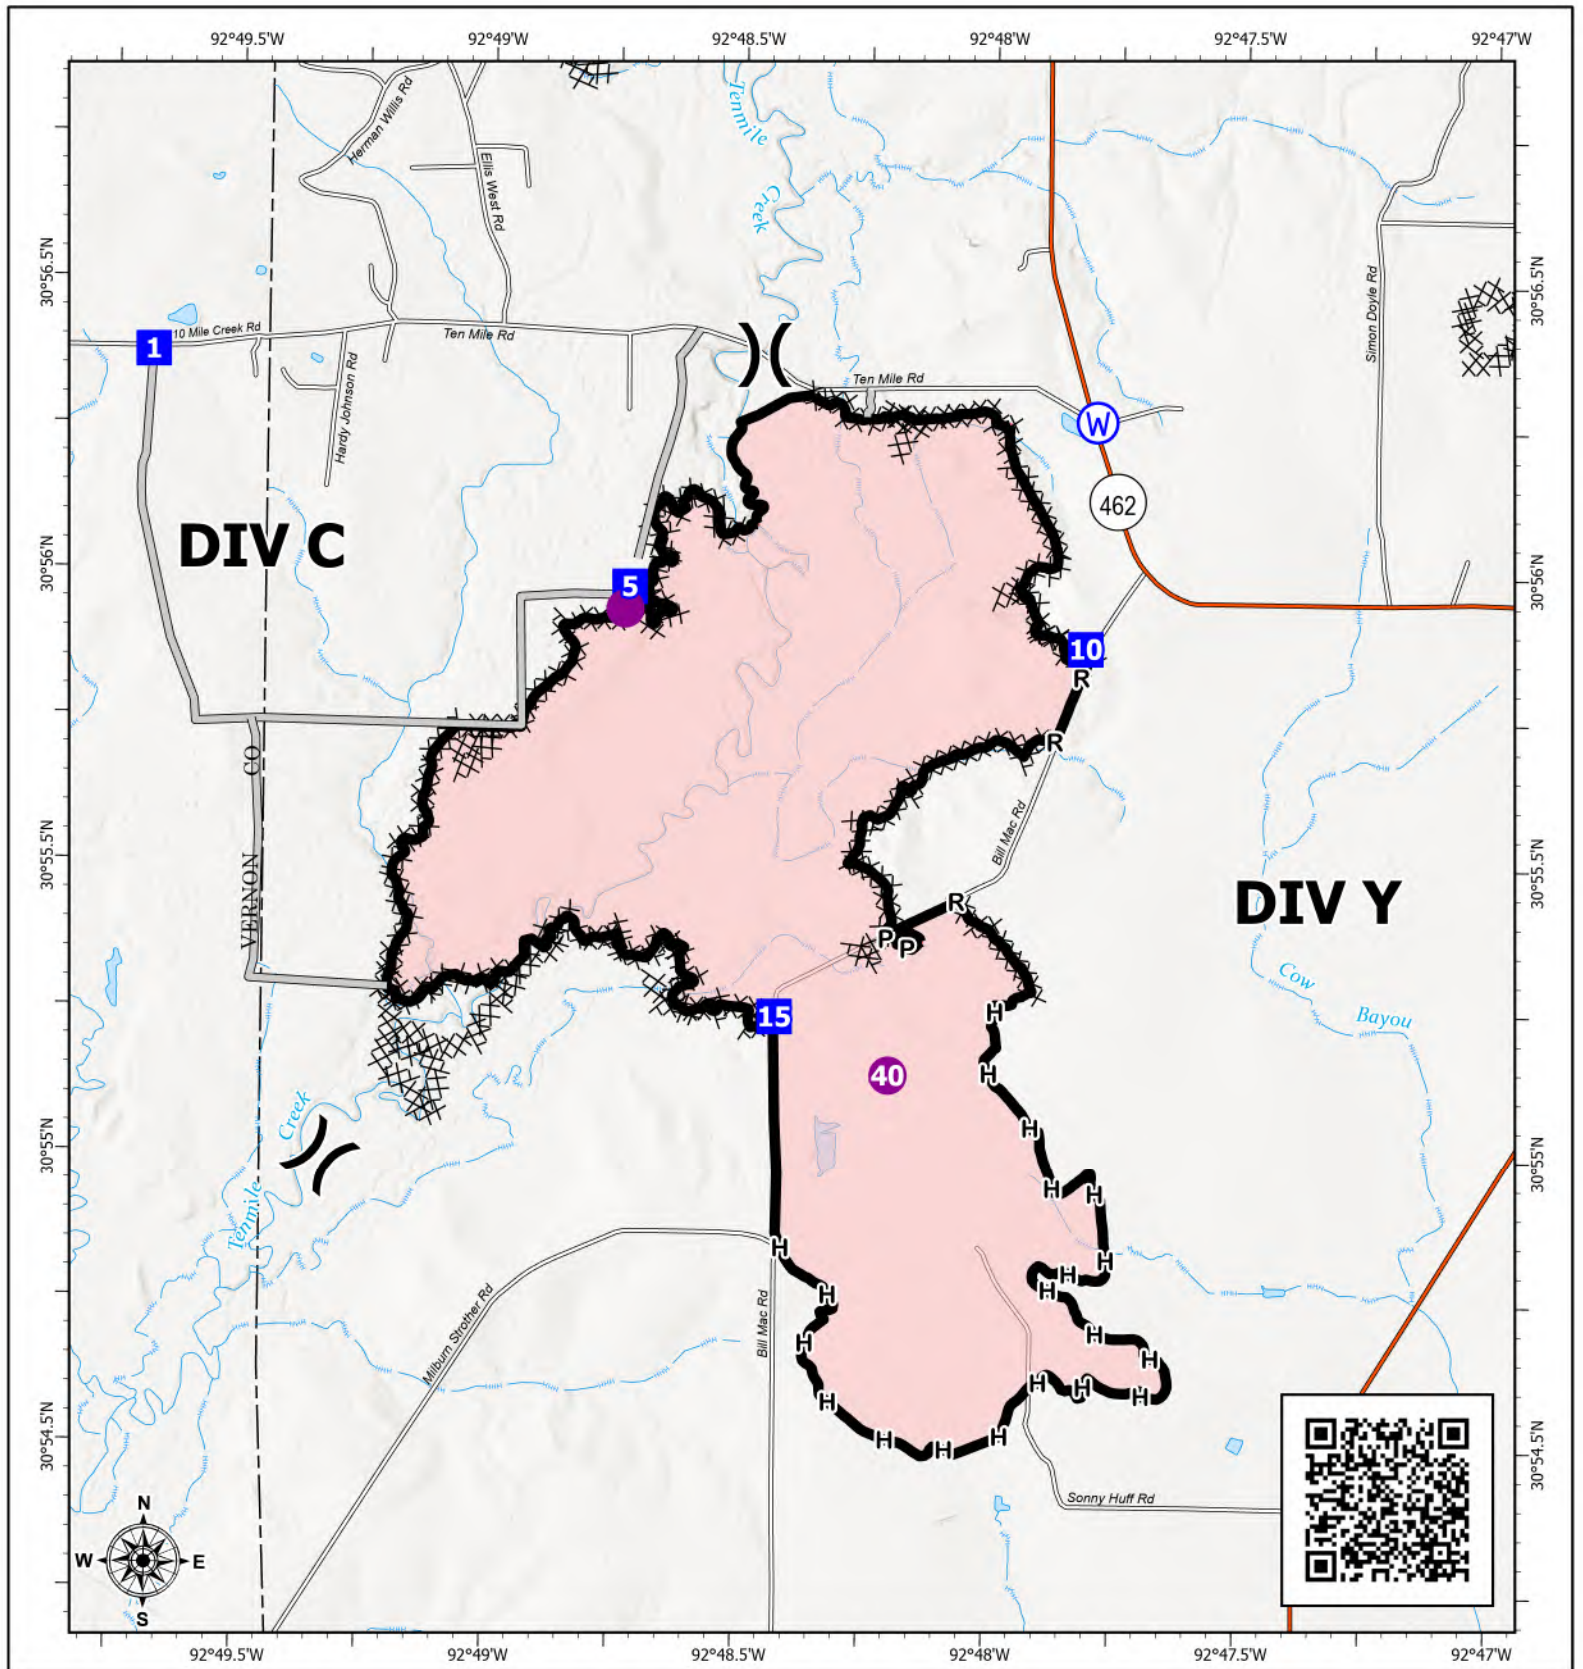 92°49.5'W
92°49'W
92°48.5'W
92°48'W
92°47.5'W
92°47'W
Herman Willis Rd
Ellis West Rd
Tenmile
Creek
30°56.5'N
30°56.5'N
Simon Doyle Rd
1
10 Mile Creek Rd
Ten Mile Rd
Hardy Johnson Rd
Ten Mile Rd
W
462
DIV C
30°56'N
30°56'N
5
10
R
R
VERNON CO
Bill Mac Rd
30°55.5'N
30°55.5'N
DIV Y
R
P
P
Cow
Bayou
H
15
40
H
Creek
H
30°55'N
30°55'N
H
H
Tenmile
H
H
H
H
H
H
Milburn Strother Rd
Bill Mac Rd
H
H
H
H
H
H
H
H
H
H
30°54.5'N
30°54.5'N
Sonny Huff Rd
N
W
E
S
92°49.5'W
92°49'W
92°48.5'W
92°48'W
92°47.5'W
92°47'W